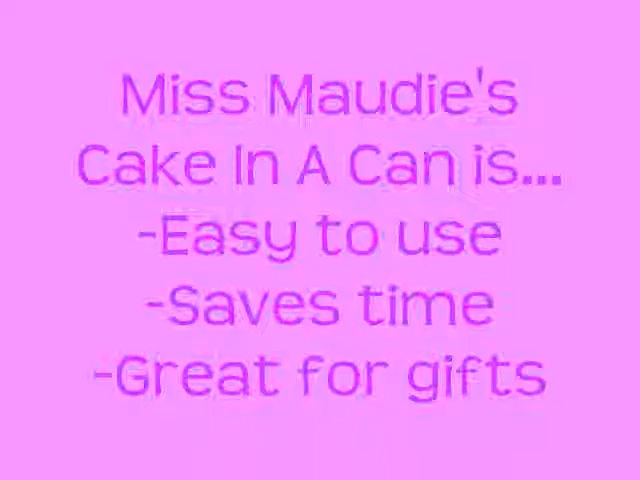 Miss Maudie's
Cake In A Can is...
-Easy to use
-Saves time
-Great for gifts